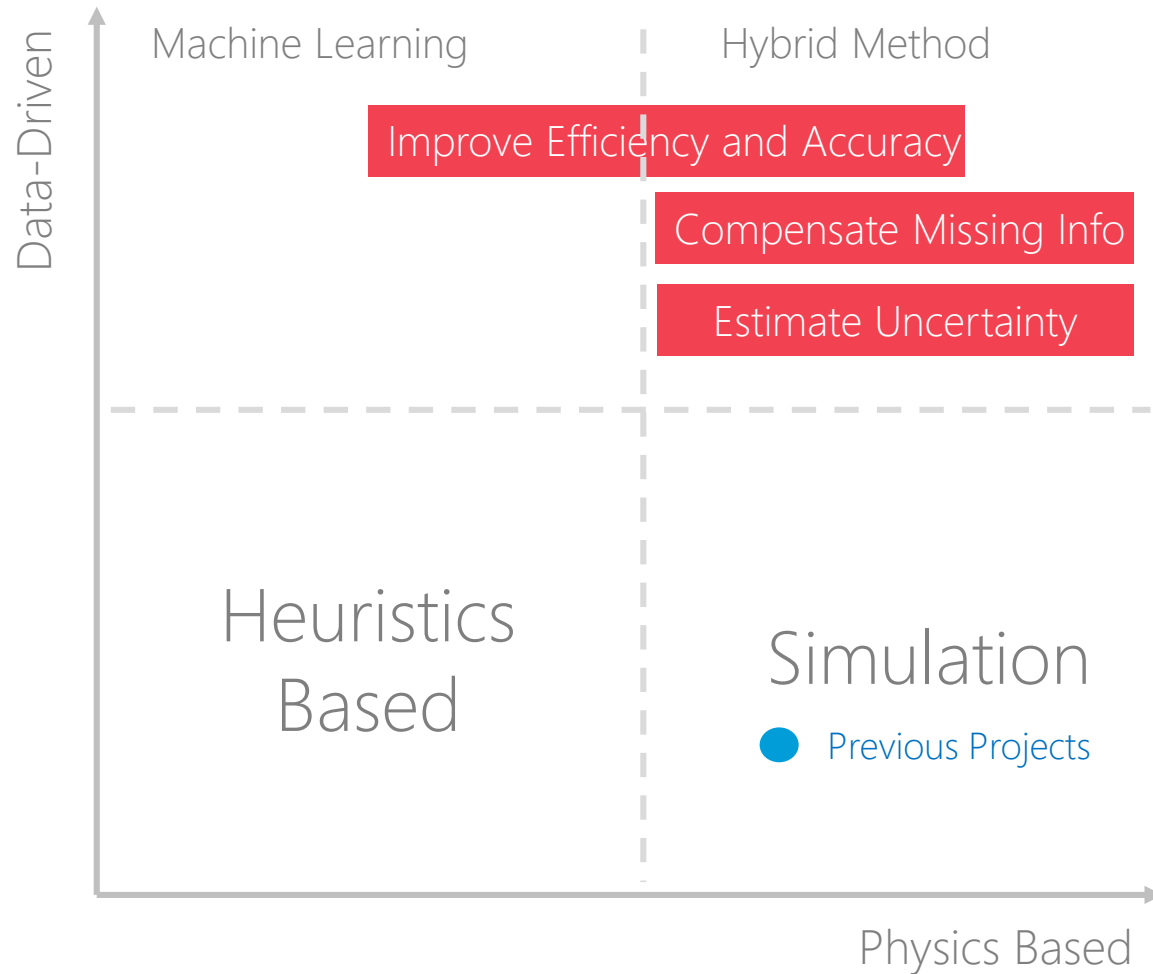 Data-Driven
Machine Learning
Hybrid Method
Improve Efficiency and Accuracy
Compensate Missing Info
Estimate Uncertainty
Heuristics
Based
Simulation
Previous Projects
Physics Based